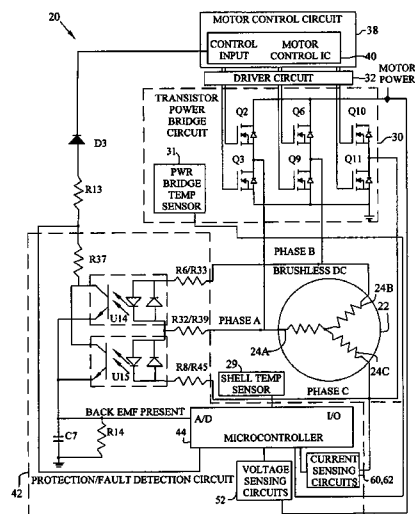 20
MOTOR CONTROL CIRCUIT
38
CONTROL INPUT
MOTOR CONTROL IC
40
MOTOR POWER
DRIVER CIRCUIT
32
TRANSISTOR POWER BRIDGE CIRCUIT
Q2
Q6
Q10
30
D3
31
Q3
Q9
Q11
PWR BRIDGE TEMP SENSOR
R13
R37
PHASE B
BRUSHLESS DC
R6/R33
24B
22
U14
R32/R39
PHASE A
24A
24C
U15
R8/R45
29
SHELL TEMP SENSOR
PHASE C
BACK EMF PRESENT
A/D
I/O
C7
R14
44
MICROCONTROLLER
42
PROTECTION/FAULT DETECTION CIRCUIT
VOLTAGE SENSING CIRCUITS
52
CURRENT SENSING CIRCUITS
60,62